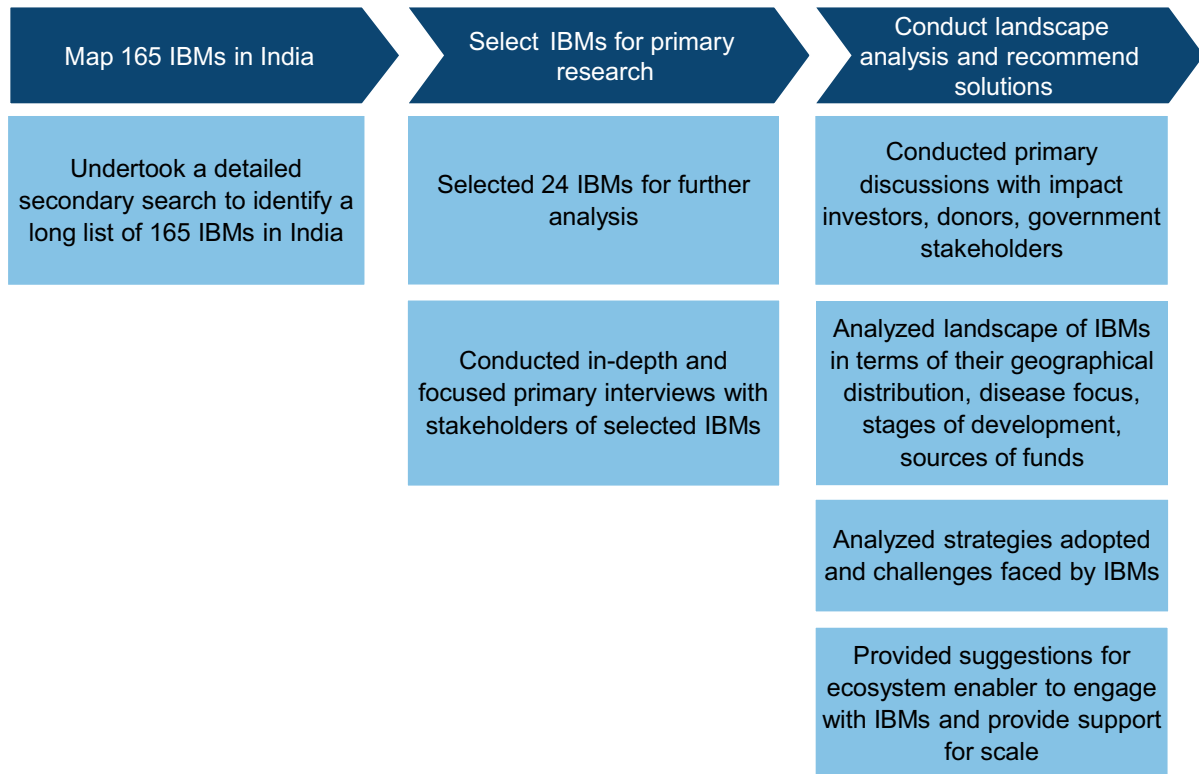 Map 165 IBMs in India
Undertook a detailed
secondary search to identify a
long list of 165 IBMs in India
Select IBMs for primary
research
Selected 24 IBMs for further
analysis
Conducted in-depth and
focused primary interviews with
stakeholders of selected IBMs
Conduct landscape
analysis and recommend
solutions
Conducted primary
discussions with impact
investors, donors, government
stakeholders
Analyzed landscape of IBMs
in terms of their geographical
distribution, disease focus,
stages of development,
sources of funds
Analyzed strategies adopted
and challenges faced by IBMs
Provided suggestions for
ecosystem enabler to engage
with IBMs and provide support
for scale